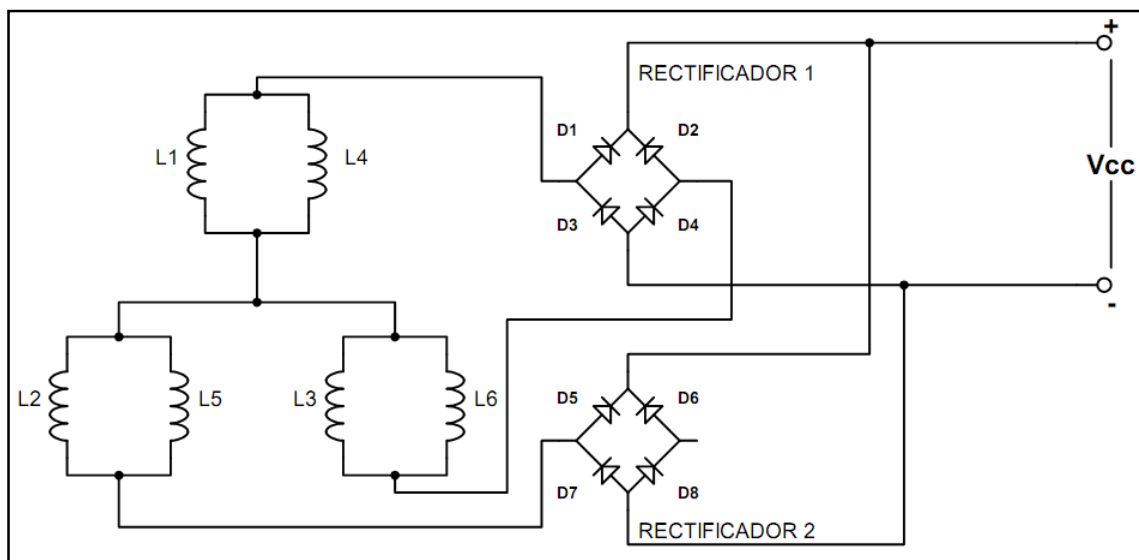 +
RECTIFICADOR 1
D1
D2
L1
L4
Vcc
D3
D4
-
L2
L5
L3
L6
D5
D6
D7
D8
RECTIFICADOR 2